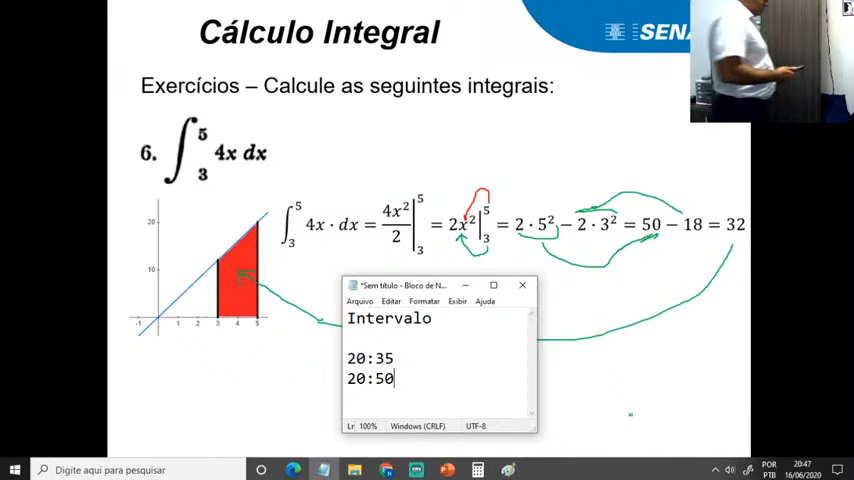 Cálculo Integral
SENA
Exercícios – Calcule as seguintes integrais:
6. ∫₃⁵ 4x dx
∫₃⁵ 4x · dx = 4x²/2 |₃⁵ = 2x² |₃⁵ = 2 · 5² − 2 · 3² = 50 − 18 = 32
20
10
-1 1 2 3 4 5
*Sem título - Bloco de N...
Arquivo Editar Formatar Exibir Ajuda
Intervalo
20:35
20:50
Lr 100% Windows (CRLF) UTF-8
Digite aqui para pesquisar
POR
PTB
20:47
16/06/2020